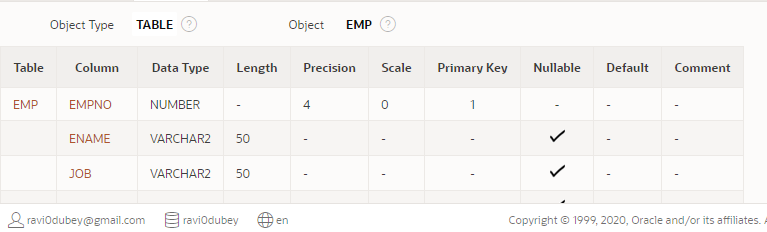 Object Type TABLE ? Object EMP ?
Table Column Data Type Length Precision Scale Primary Key Nullable Default Comment
EMP EMPNO NUMBER - 4 0 1 - - -
ENAME VARCHAR2 50 - - - ✓ - -
JOB VARCHAR2 50 - - - ✓ - -
ravi0dubey@gmail.com ravi0dubey en Copyright © 1999, 2020, Oracle and/or its affiliates.